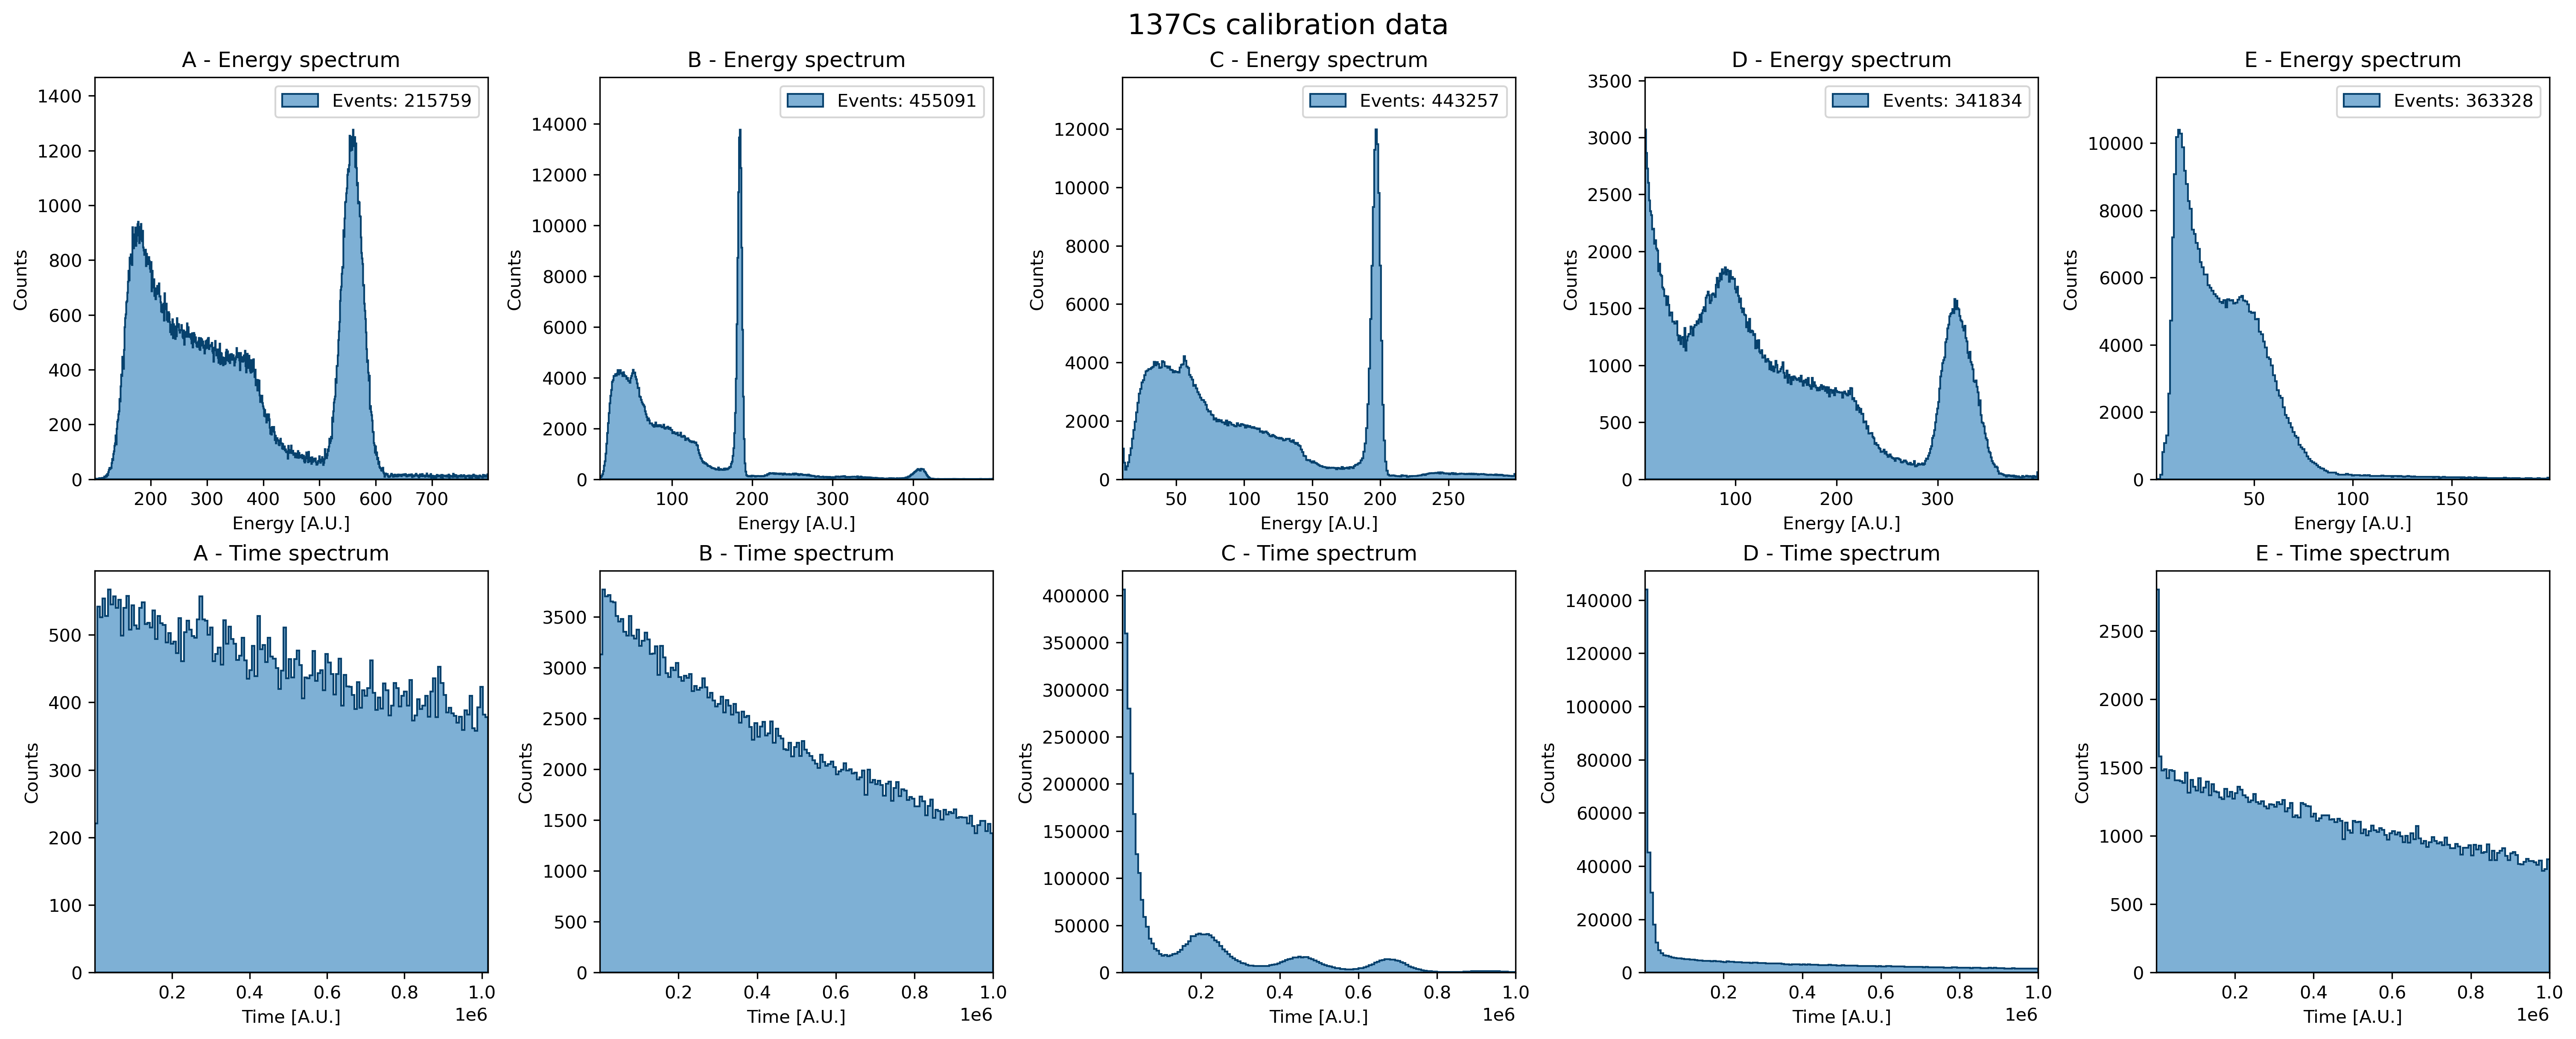 137Cs calibration data
A - Energy spectrum
Events: 215759
Counts
1400
1200
1000
800
600
400
200
0
200 300 400 500 600 700
Energy [A.U.]
B - Energy spectrum
Events: 455091
Counts
14000
12000
10000
8000
6000
4000
2000
0
100 200 300 400
Energy [A.U.]
C - Energy spectrum
Events: 443257
Counts
12000
10000
8000
6000
4000
2000
0
50 100 150 200 250
Energy [A.U.]
D - Energy spectrum
Events: 341834
Counts
3500
3000
2500
2000
1500
1000
500
0
100 200 300
Energy [A.U.]
E - Energy spectrum
Events: 363328
Counts
10000
8000
6000
4000
2000
0
50 100 150
Energy [A.U.]
A - Time spectrum
Counts
500
400
300
200
100
0
0.2 0.4 0.6 0.8 1.0
Time [A.U.]
1e6
B - Time spectrum
Counts
3500
3000
2500
2000
1500
1000
500
0
0.2 0.4 0.6 0.8 1.0
Time [A.U.]
1e6
C - Time spectrum
Counts
400000
350000
300000
250000
200000
150000
100000
50000
0
0.2 0.4 0.6 0.8 1.0
Time [A.U.]
1e6
D - Time spectrum
Counts
140000
120000
100000
80000
60000
40000
20000
0
0.2 0.4 0.6 0.8 1.0
Time [A.U.]
1e6
E - Time spectrum
Counts
2500
2000
1500
1000
500
0
0.2 0.4 0.6 0.8 1.0
Time [A.U.]
1e6